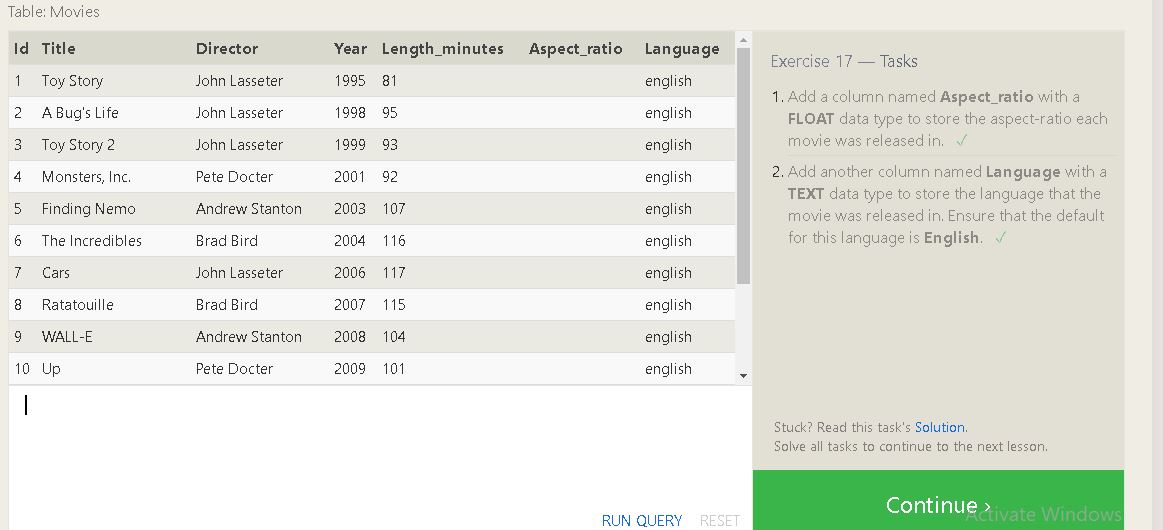 Table: Movies
Id Title Director Year Length_minutes Aspect_ratio Language
1 Toy Story John Lasseter 1995 81 english
2 A Bug's Life John Lasseter 1998 95 english
3 Toy Story 2 John Lasseter 1999 93 english
4 Monsters, Inc. Pete Docter 2001 92 english
5 Finding Nemo Andrew Stanton 2003 107 english
6 The Incredibles Brad Bird 2004 116 english
7 Cars John Lasseter 2006 117 english
8 Ratatouille Brad Bird 2007 115 english
9 WALL-E Andrew Stanton 2008 104 english
10 Up Pete Docter 2009 101 english
RUN QUERY RESET
Exercise 17 — Tasks
1. Add a column named Aspect_ratio with a
FLOAT data type to store the aspect-ratio each
movie was released in. ✓
2. Add another column named Language with a
TEXT data type to store the language that the
movie was released in. Ensure that the default
for this language is English. ✓
Stuck? Read this task's Solution.
Solve all tasks to continue to the next lesson.
Continue ›
Activate Windows